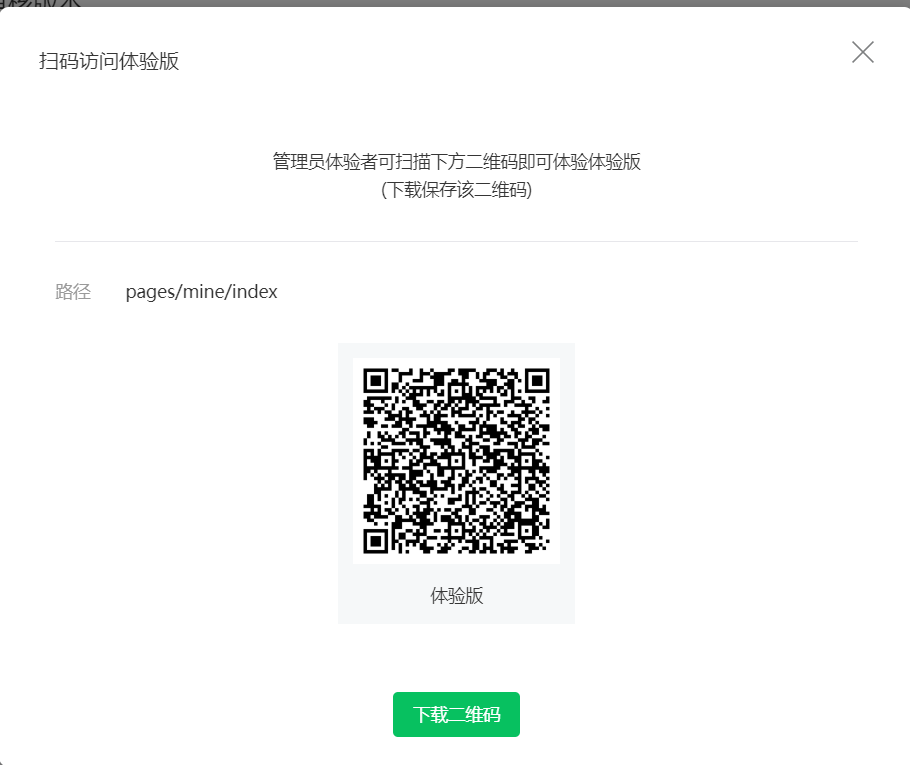 扫码访问体验版
管理员体验者可扫描下方二维码即可体验体验版
(下载保存该二维码)
路径 pages/mine/index
体验版
下载二维码